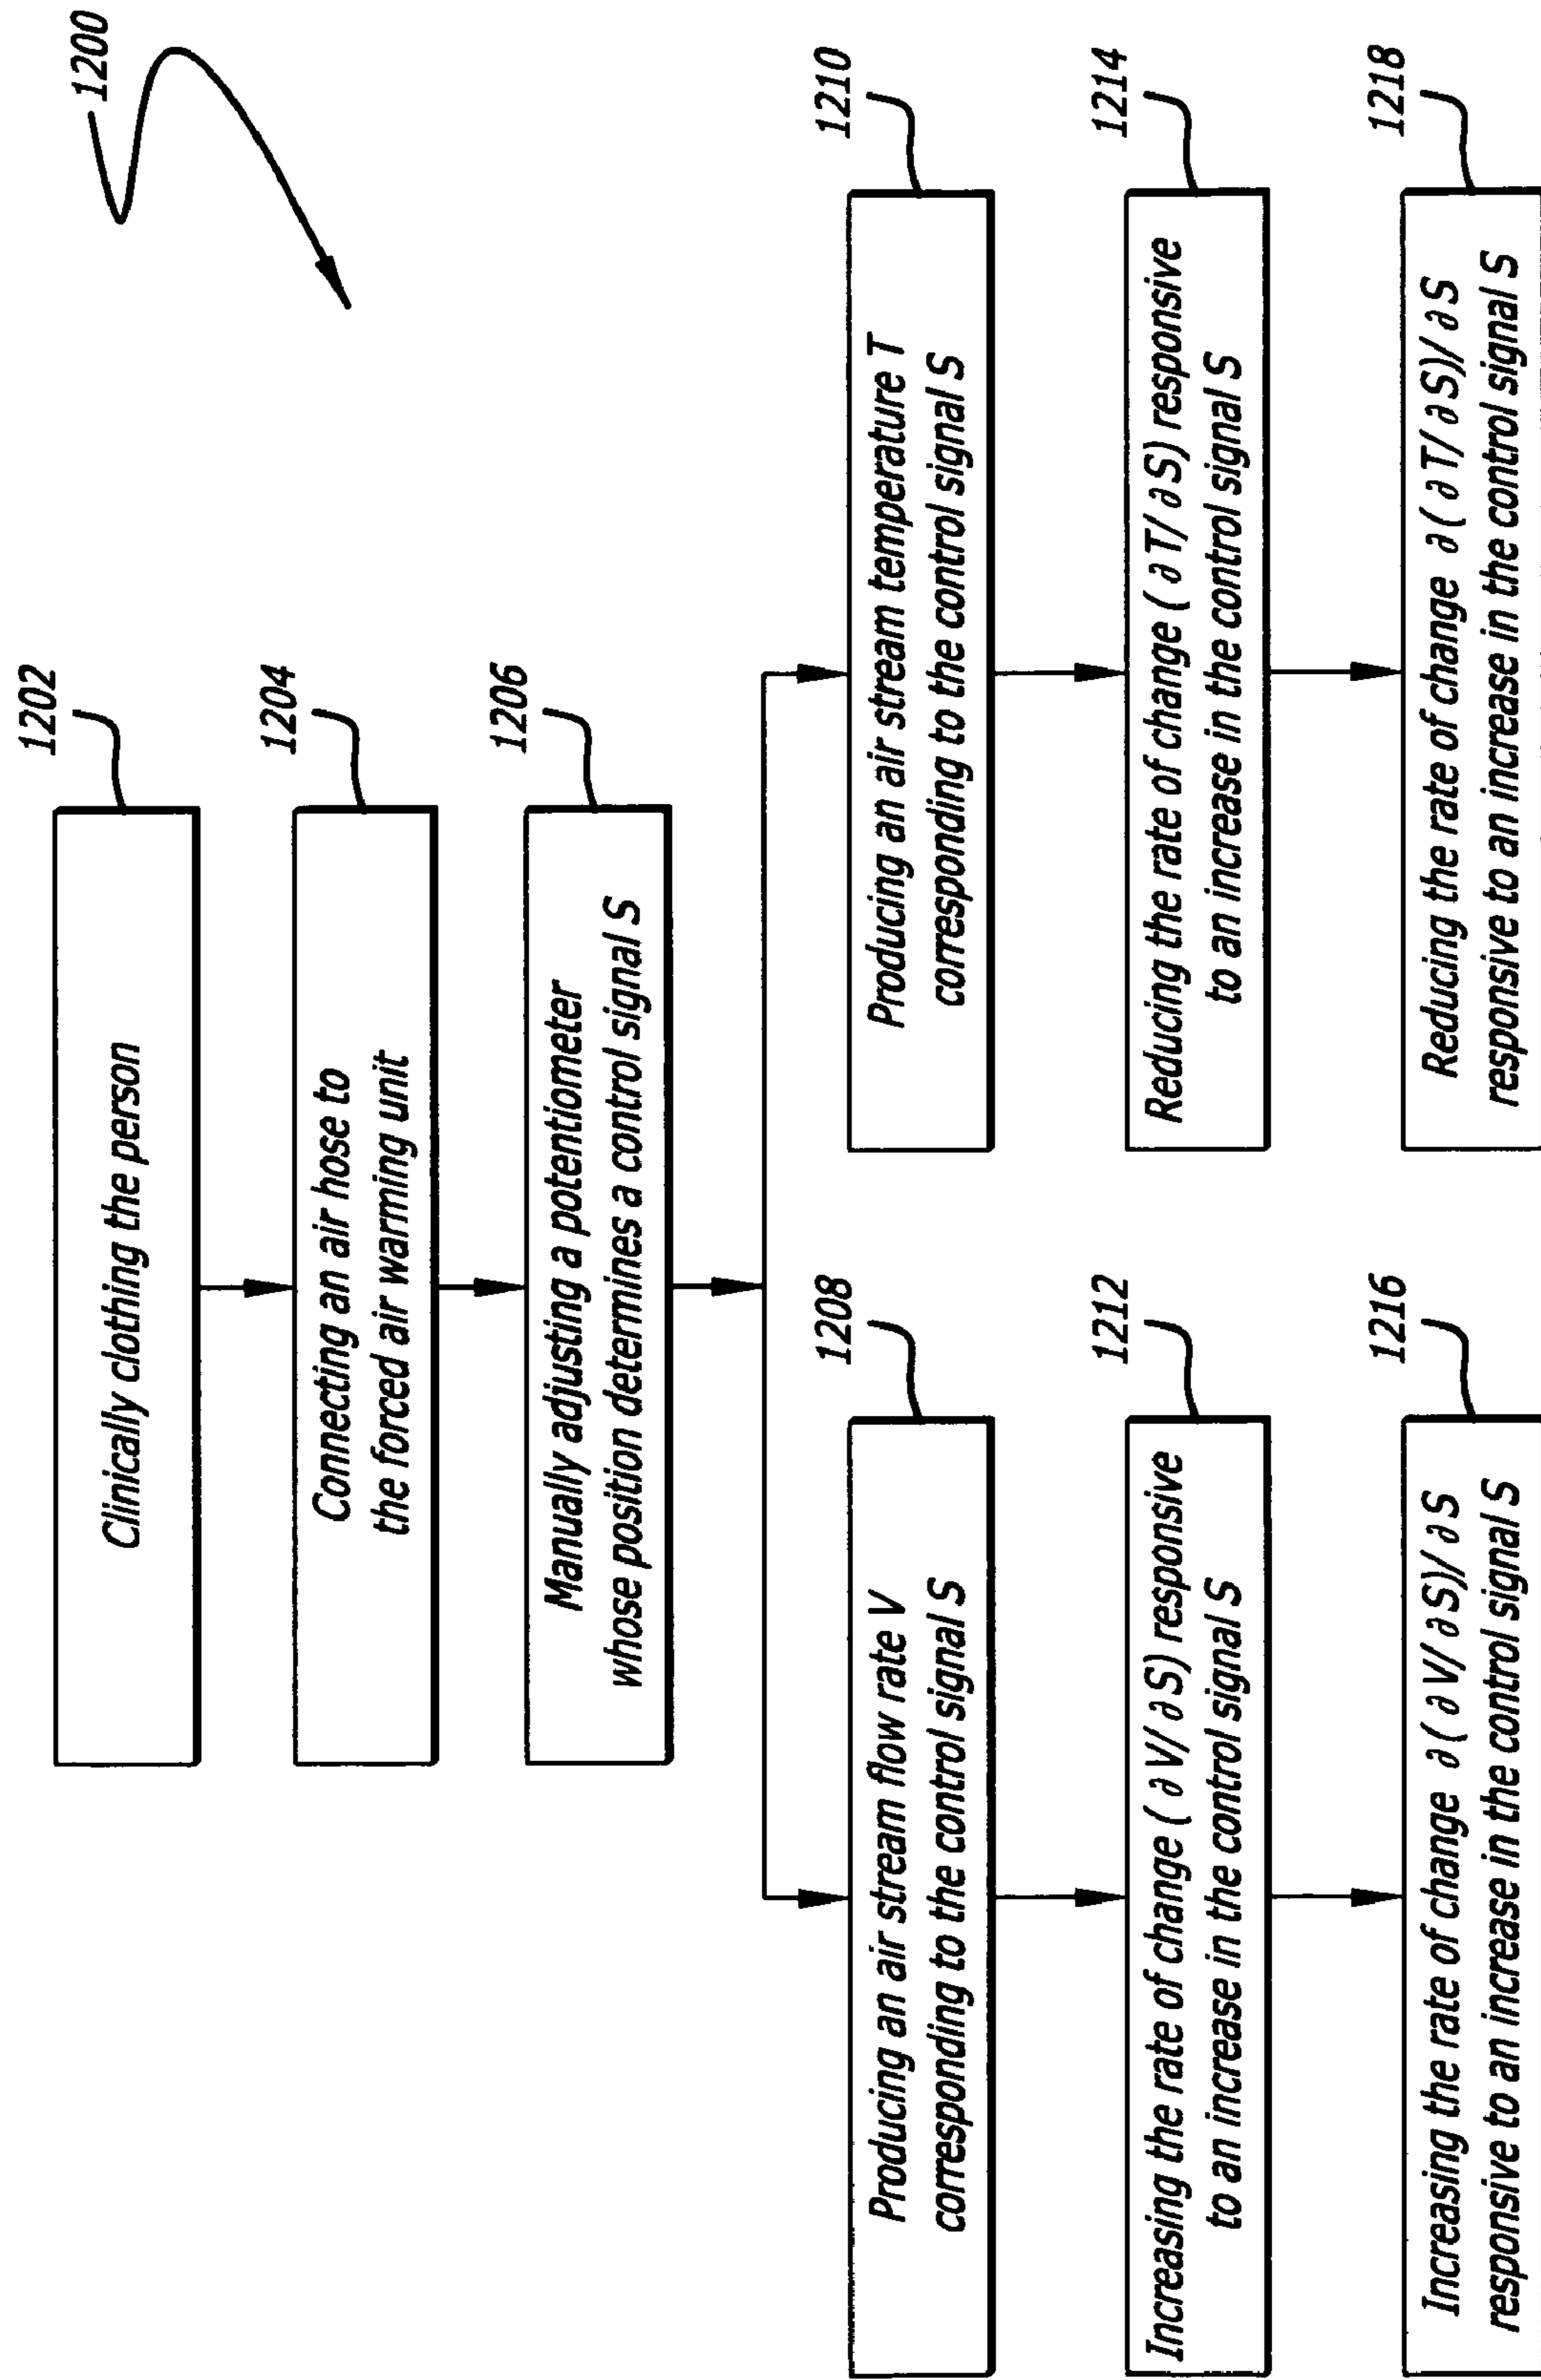 1200
1202
Clinically clothing the person
1204
Connecting an air hose to
the forced air warming unit
1206
Manually adjusting a potentiometer
whose position determines a control signal S
1208
Producing an air stream flow rate V
corresponding to the control signal S
1210
Producing an air stream temperature T
corresponding to the control signal S
1212
Increasing the rate of change (∂V/∂S) responsive
to an increase in the control signal S
1214
Reducing the rate of change (∂T/∂S) responsive
to an increase in the control signal S
1216
Increasing the rate of change ∂(∂V/∂S)/∂S
responsive to an increase in the control signal S
1218
Reducing the rate of change ∂(∂T/∂S)/∂S
responsive to an increase in the control signal S